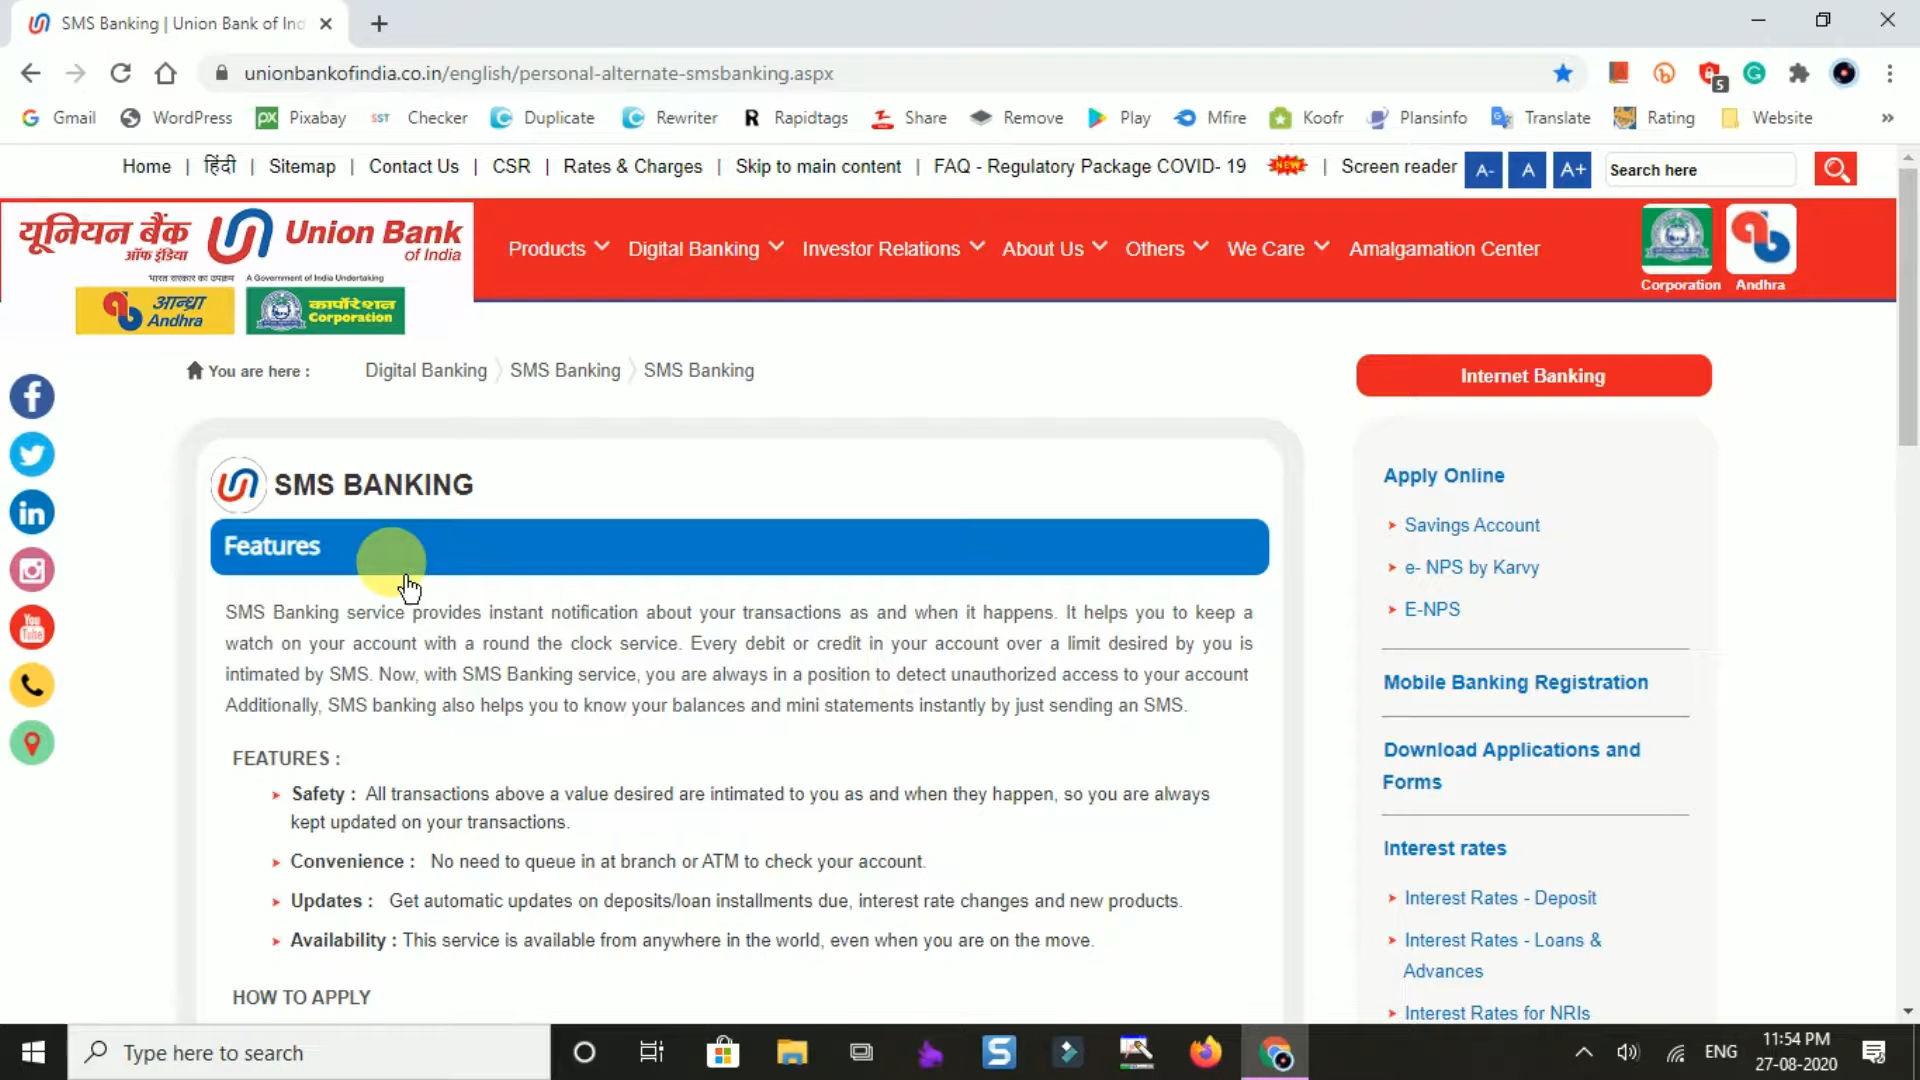 SMS Banking | Union Bank of Ind
unionbankofindia.co.in/english/personal-alternate-smsbanking.aspx
5
Gmail WordPress Pixabay Checker Duplicate Rewriter Rapidtags Share Remove Play Mfire Koofr Plansinfo Translate Rating Website »
Home | हिंदी | Sitemap | Contact Us | CSR | Rates & Charges | Skip to main content | FAQ - Regulatory Package COVID- 19 NEW | Screen reader A- A A+ Search here
यूनियन बैंक
ऑफ इंडिया
Union Bank
of India
भारत सरकार का उपक्रम A Government of India Undertaking
आन्ध्रा
Andhra
कार्पोरेशन
Corporation
Products Digital Banking Investor Relations About Us Others We Care Amalgamation Center
Corporation Andhra
You are here : Digital Banking SMS Banking SMS Banking
Internet Banking
SMS BANKING
Features
SMS Banking service provides instant notification about your transactions as and when it happens. It helps you to keep a
watch on your account with a round the clock service. Every debit or credit in your account over a limit desired by you is
intimated by SMS. Now, with SMS Banking service, you are always in a position to detect unauthorized access to your account
Additionally, SMS banking also helps you to know your balances and mini statements instantly by just sending an SMS.
FEATURES :
Safety : All transactions above a value desired are intimated to you as and when they happen, so you are always
kept updated on your transactions.
Convenience : No need to queue in at branch or ATM to check your account.
Updates : Get automatic updates on deposits/loan installments due, interest rate changes and new products.
Availability : This service is available from anywhere in the world, even when you are on the move.
HOW TO APPLY
Apply Online
Savings Account
e- NPS by Karvy
E-NPS
Mobile Banking Registration
Download Applications and
Forms
Interest rates
Interest Rates - Deposit
Interest Rates - Loans &
Advances
Interest Rates for NRIs
You
Tube
Type here to search
ENG
11:54 PM
27-08-2020